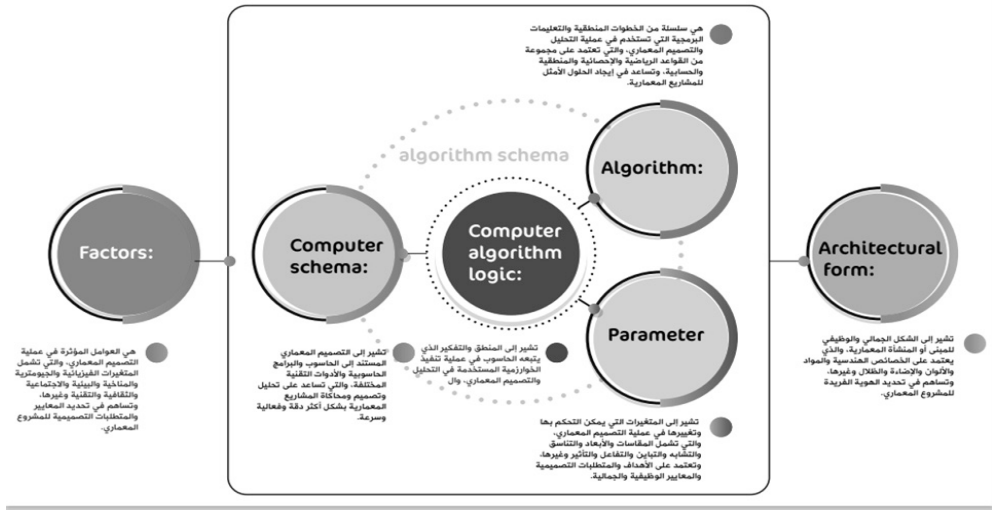 هي سلسلة من الخطوات المنطقية والتعليمات
البرمجية التي تستخدم في عملية التحليل
والتصميم المعماري، والتي تعتمد على مجموعة
من القواعد الرياضية والإحصائية والمنطقية
والحسابية، وتساعد في إيجاد الحلول الأمثل
للمشاريع المعمارية.
algorithm schema
Algorithm:
Factors:
Computer
schema:
Computer
algorithm
logic:
Architectural
form:
Parameter
هي العوامل المؤثرة في عملية
التصميم المعماري، والتي تشمل
المتغيرات الفيزيائية والجيومترية
والمناخية والبيئية والاجتماعية
والثقافية والتقنية وغيرها،
وتساهم في تحديد المعايير
والمتطلبات التصميمية للمشروع
المعماري.
تشير إلى التصميم المعماري
المستند إلى الحاسوب والبرامج
الحاسوبية والأدوات التقنية
المختلفة، والتي تساعد على تحليل
وتصميم ومحاكاة المشاريع
المعمارية بشكل أكثر دقة وفعالية
وسرعة.
تشير إلى المنطق والتفكير الذي
يتبعه الحاسوب في عملية تنفيذ
الخوارزمية المستخدمة في التحليل
والتصميم المعماري، وال
تشير إلى الشكل الجمالي والوظيفي
للمبنى أو المنشأة المعمارية، والذي
يعتمد على الخصائص الهندسية والمواد
والألوان والإضاءة والظلال وغيرها،
وتساهم في تحديد الهوية الفريدة
للمشروع المعماري.
تشير إلى المتغيرات التي يمكن التحكم بها
وتغييرها في عملية التصميم المعماري،
والتي تشمل المقاسات والأبعاد والتناسق
والتشابه والتباين والتفاعل والتأثير وغيرها،
وتعتمد على الأهداف والمتطلبات التصميمية
والمعايير الوظيفية والجمالية.